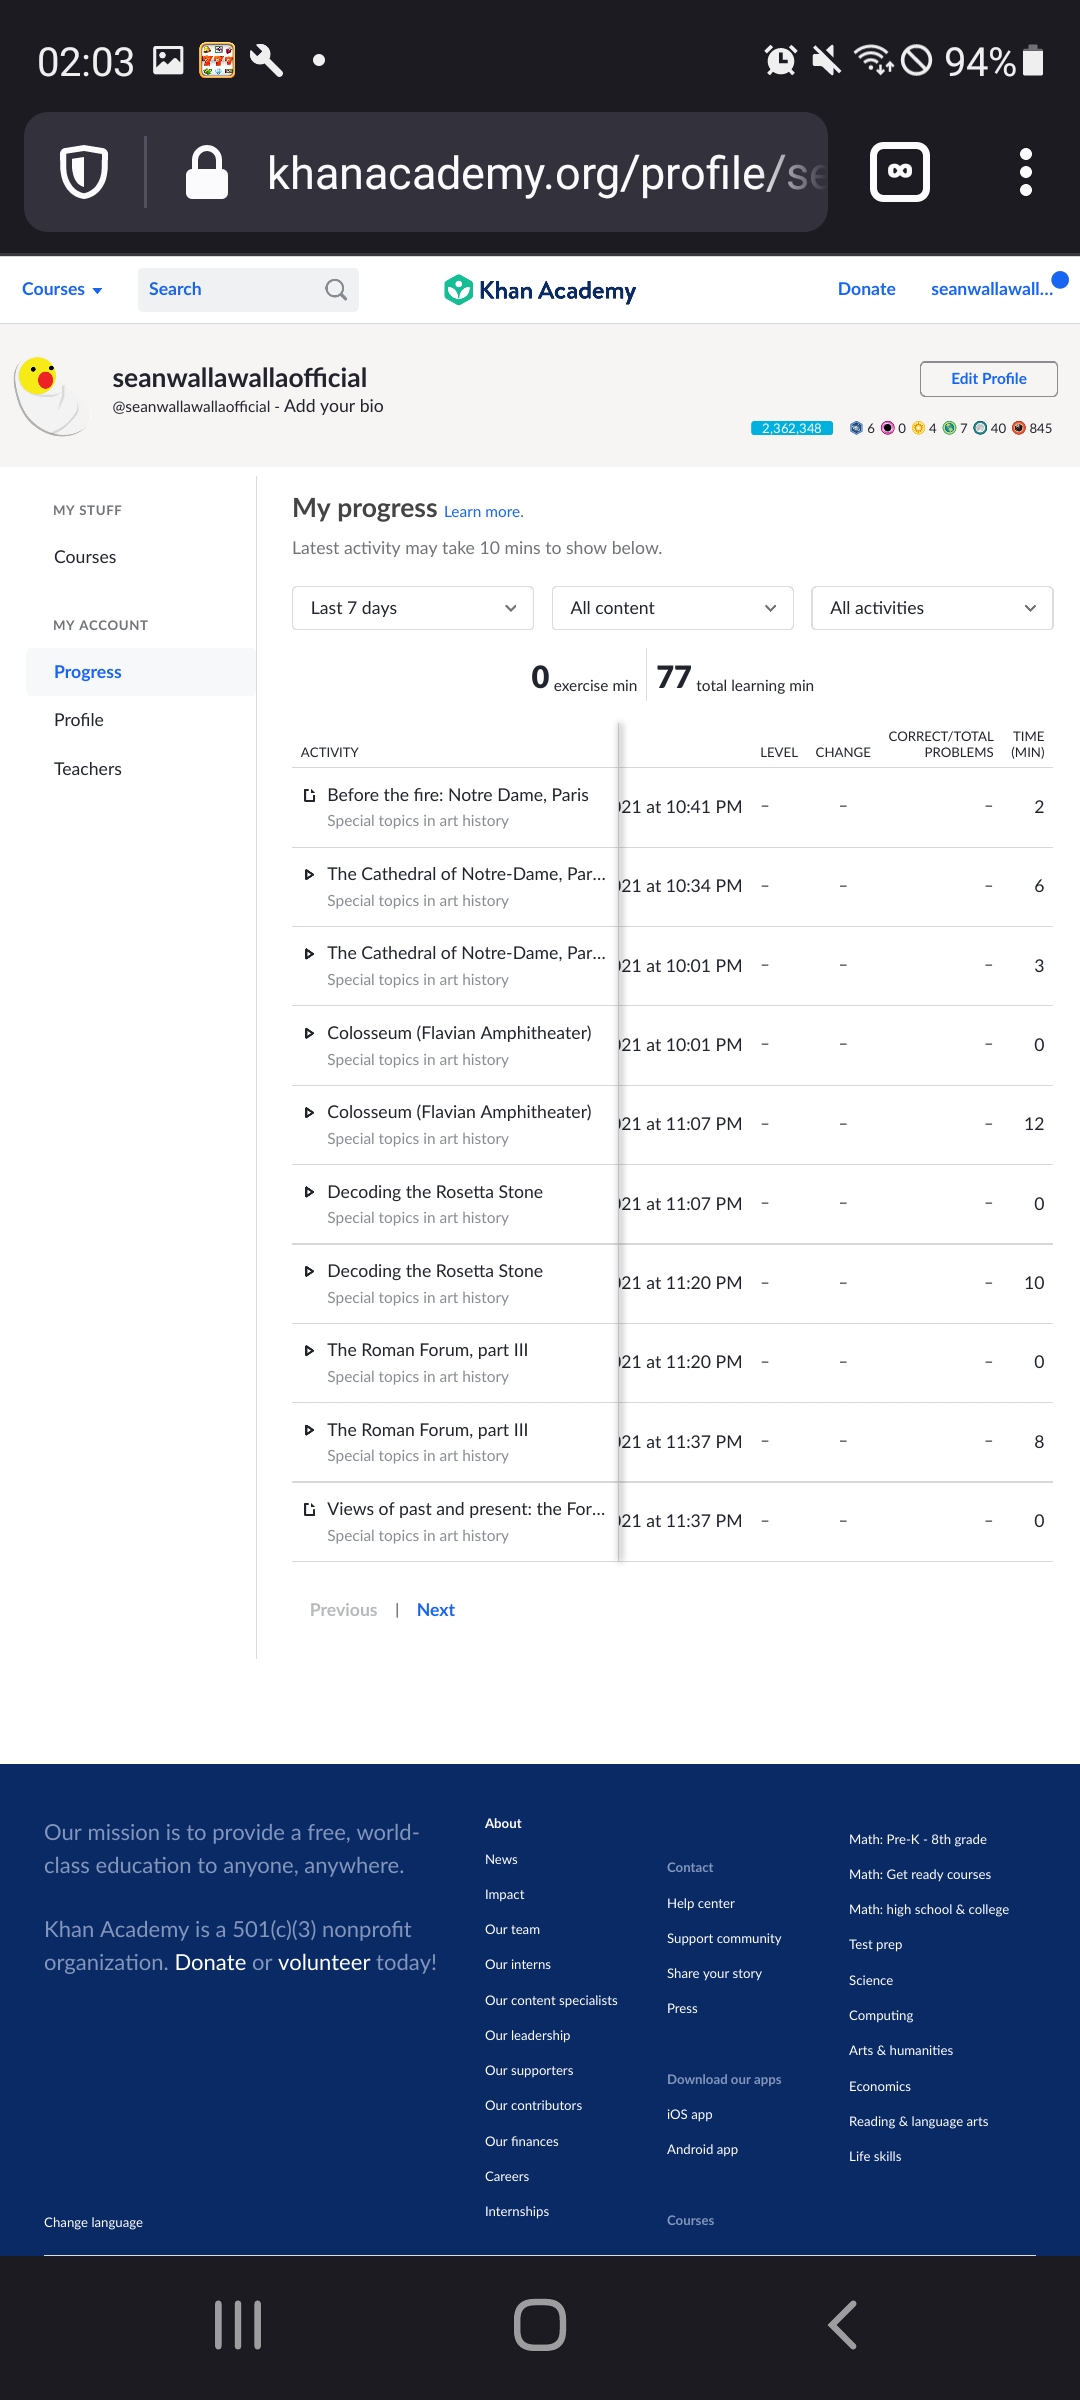 02:03
94%
khanacademy.org/profile/se
Courses
Search
Khan Academy
Donate
seanwallawall...
seanwallawallaofficial
@seanwallawallaofficial - Add your bio
Edit Profile
2,362,348 6 0 4 7 40 845
MY STUFF
Courses
MY ACCOUNT
Progress
Profile
Teachers
My progress Learn more.
Latest activity may take 10 mins to show below.
Last 7 days
All content
All activities
0 exercise min
77 total learning min
ACTIVITY LEVEL CHANGE CORRECT/TOTAL PROBLEMS TIME (MIN)
Before the fire: Notre Dame, Paris
Special topics in art history
021 at 10:41 PM – – – 2
The Cathedral of Notre-Dame, Par...
Special topics in art history
021 at 10:34 PM – – – 6
The Cathedral of Notre-Dame, Par...
Special topics in art history
021 at 10:01 PM – – – 3
Colosseum (Flavian Amphitheater)
Special topics in art history
021 at 10:01 PM – – – 0
Colosseum (Flavian Amphitheater)
Special topics in art history
021 at 11:07 PM – – – 12
Decoding the Rosetta Stone
Special topics in art history
021 at 11:07 PM – – – 0
Decoding the Rosetta Stone
Special topics in art history
021 at 11:20 PM – – – 10
The Roman Forum, part III
Special topics in art history
021 at 11:20 PM – – – 0
The Roman Forum, part III
Special topics in art history
021 at 11:37 PM – – – 8
Views of past and present: the For...
Special topics in art history
021 at 11:37 PM – – – 0
Previous | Next
Our mission is to provide a free, world-
class education to anyone, anywhere.
Khan Academy is a 501(c)(3) nonprofit
organization. Donate or volunteer today!
Change language
About
News
Impact
Our team
Our interns
Our content specialists
Our leadership
Our supporters
Our contributors
Our finances
Careers
Internships
Contact
Help center
Support community
Share your story
Press
Download our apps
iOS app
Android app
Courses
Math: Pre-K - 8th grade
Math: Get ready courses
Math: high school & college
Test prep
Science
Computing
Arts & humanities
Economics
Reading & language arts
Life skills